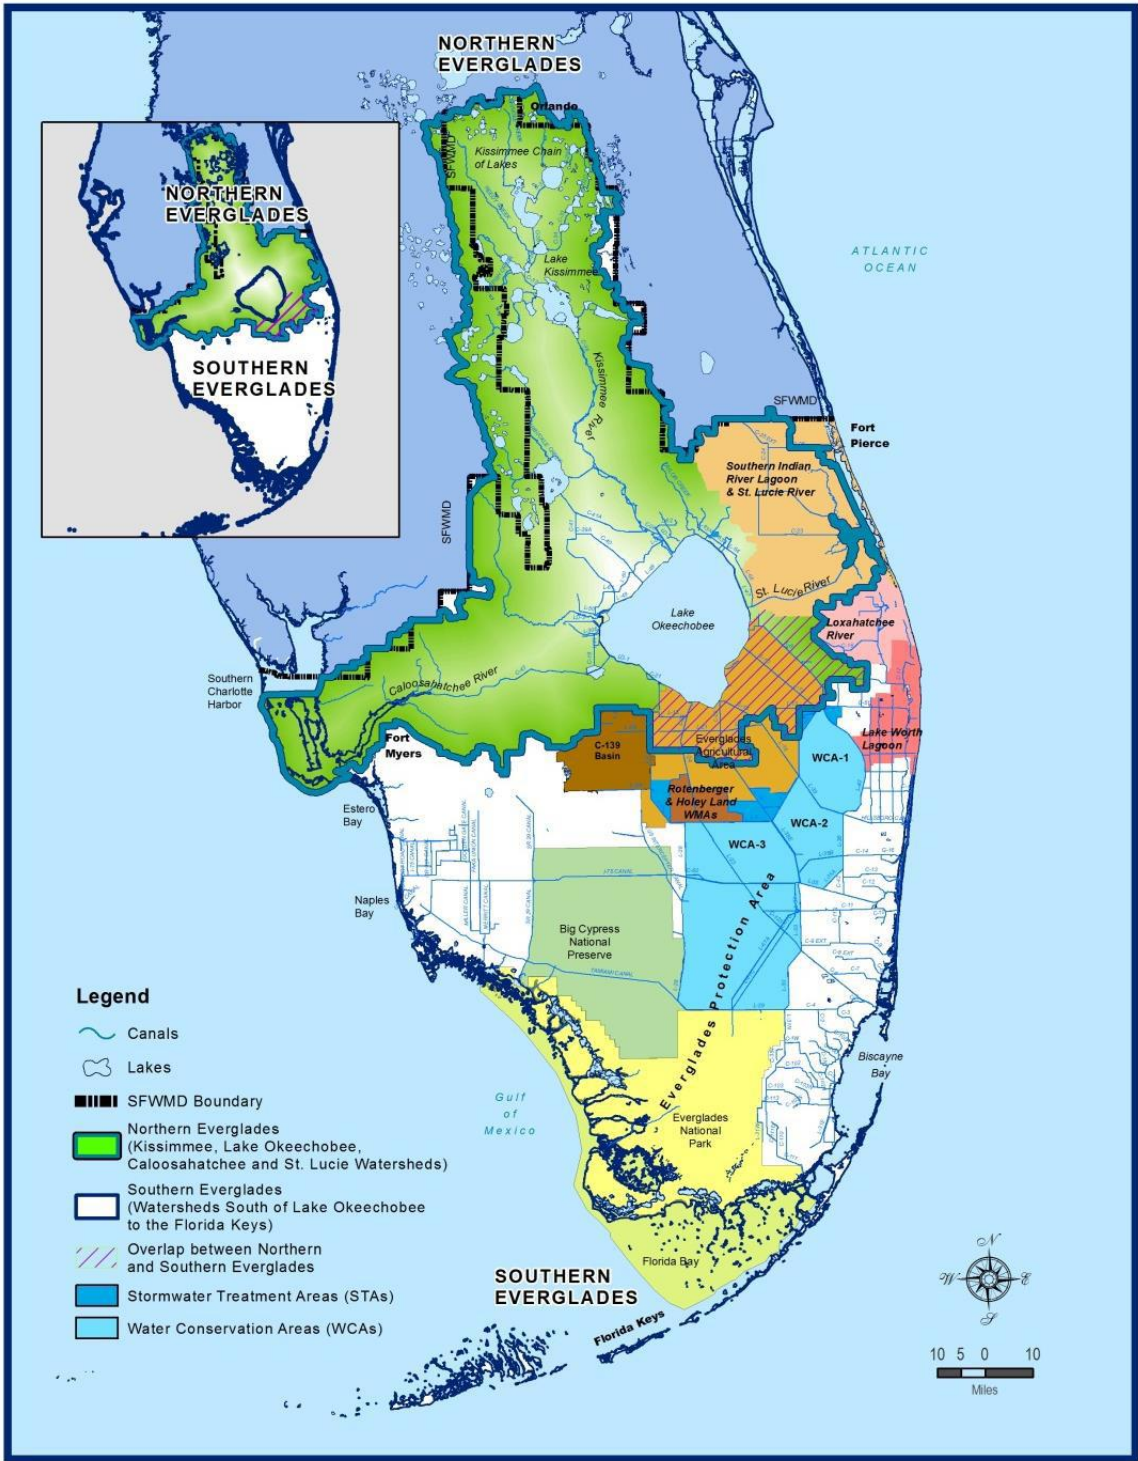 NORTHERN
EVERGLADES
Orlando
SFWMD
Kissimmee Chain
of Lakes
NORTHERN
EVERGLADES
SOUTHERN
EVERGLADES
ATLANTIC
OCEAN
Lake
Kissimmee
Kissimmee River
SFWMD
Fort
Pierce
Southern Indian
River Lagoon
& St. Lucie River
C-23
SFWMD
St. Lucie River
Lake
Okeechobee
Loxahatchee
River
Southern
Charlotte
Harbor
Caloosahatchee River
Fort
Myers
C-139
Basin
Everglades
Agricultural
Area
Lake Worth
Lagoon
WCA-1
Rotenberger
& Holey Land
WMAs
WCA-2
WCA-3
Estero
Bay
Naples
Bay
Big Cypress
National
Preserve
TAMIAMI CANAL
Everglades Protection Area
Biscayne
Bay
Gulf
of
Mexico
Everglades
National
Park
Florida Bay
SOUTHERN
EVERGLADES
Florida Keys
Legend
Canals
Lakes
SFWMD Boundary
Northern Everglades
(Kissimmee, Lake Okeechobee,
Caloosahatchee and St. Lucie Watersheds)
Southern Everglades
(Watersheds South of Lake Okeechobee
to the Florida Keys)
Overlap between Northern
and Southern Everglades
Stormwater Treatment Areas (STAs)
Water Conservation Areas (WCAs)
N
W E
S
10 5 0 10
Miles